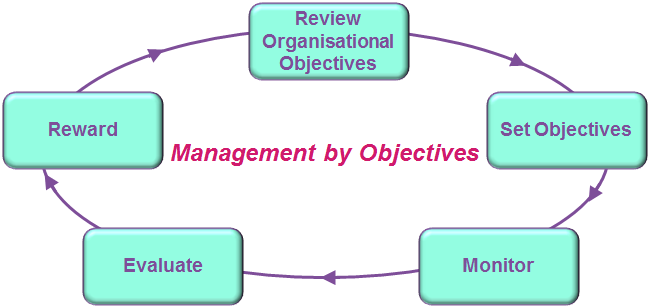 Review
Organisational
Objectives
Reward
Set Objectives
Management by Objectives
Evaluate
Monitor